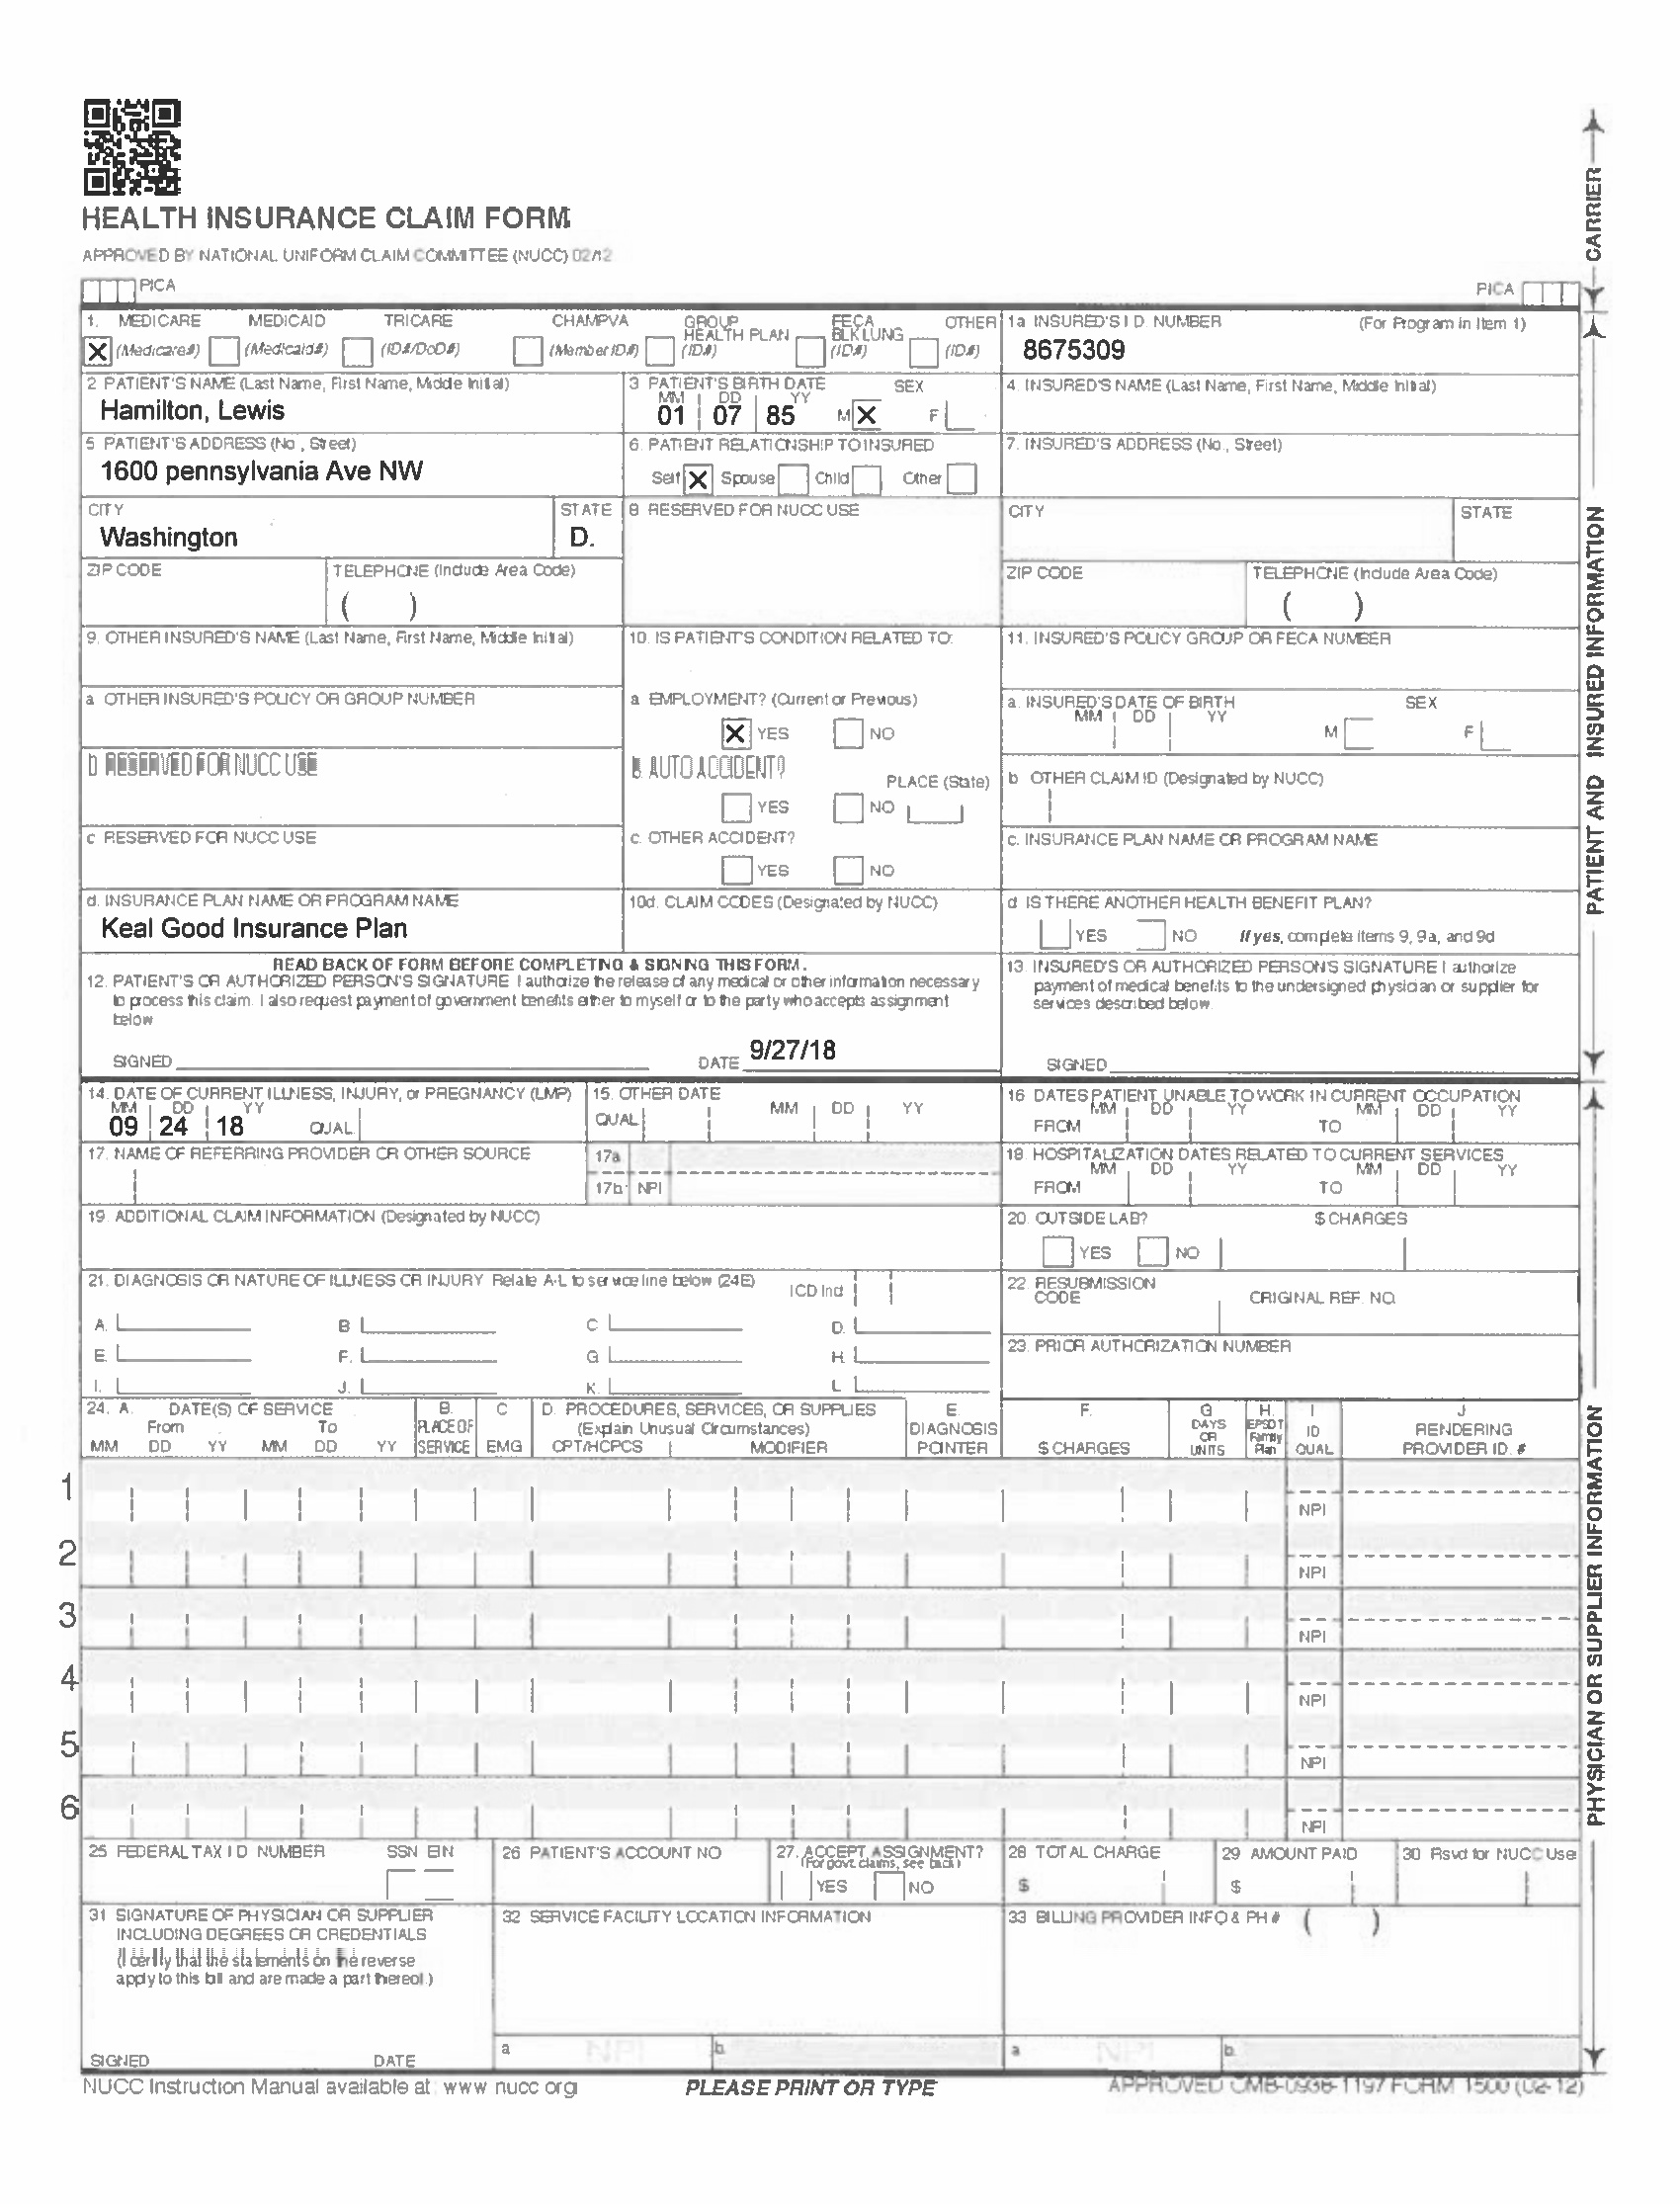 HEALTH INSURANCE CLAIM FORM
APPROVED BY NATIONAL UNIFORM CLAIM COMMITTEE (NUCC) 02/12
PICA PICA
CARRIER
1. MEDICARE MEDICAID TRICARE CHAMPVA GROUP HEALTH PLAN FECA BLK LUNG OTHER
(Medicare#) (Medicaid#) (ID#/DoD#) (Member ID#) (ID#) (ID#) (ID#)
X
1a INSURED'S I D. NUMBER (For Program in Item 1)
8675309
2 PATIENT'S NAME (Last Name, First Name, Middle Initial)
Hamilton, Lewis
3 PATIENT'S BIRTH DATE SEX
MM DD YY
01 07 85 M X F
4. INSURED'S NAME (Last Name, First Name, Middle Initial)
5 PATIENT'S ADDRESS (No , Street)
1600 pennsylvania Ave NW
6. PATIENT RELATIONSHIP TO INSURED
Self X Spouse Child Other
7. INSURED'S ADDRESS (No., Street)
CITY STATE
Washington D.
8 RESERVED FOR NUCC USE
CITY STATE
ZIP CODE TELEPHONE (Include Area Code)
( )
ZIP CODE TELEPHONE (Include Area Code)
( )
9. OTHER INSURED'S NAME (Last Name, First Name, Middle Initial)
10. IS PATIENT'S CONDITION RELATED TO:
11. INSURED'S POLICY GROUP OR FECA NUMBER
a OTHER INSURED'S POLICY OR GROUP NUMBER
a EMPLOYMENT? (Current or Previous)
X YES NO
a. INSURED'S DATE OF BIRTH SEX
MM DD YY
M F
b RESERVED FOR NUCC USE
b AUTO ACCIDENT?
PLACE (State)
YES NO
b OTHER CLAIM ID (Designated by NUCC)
c RESERVED FOR NUCC USE
c. OTHER ACCIDENT?
YES NO
c. INSURANCE PLAN NAME OR PROGRAM NAME
d. INSURANCE PLAN NAME OR PROGRAM NAME
Keal Good Insurance Plan
10d. CLAIM CODES (Designated by NUCC)
d IS THERE ANOTHER HEALTH BENEFIT PLAN?
YES NO If yes, complete items 9, 9a, and 9d
PATIENT AND INSURED INFORMATION
READ BACK OF FORM BEFORE COMPLETING & SIGNING THIS FORM.
12. PATIENT'S OR AUTHORIZED PERSON'S SIGNATURE I authorize the release of any medical or other information necessary
to process this claim. I also request payment of government benefits either to myself or to the party who accepts assignment
below
SIGNED DATE 9/27/18
13. INSURED'S OR AUTHORIZED PERSON'S SIGNATURE I authorize
payment of medical benefits to the undersigned physician or supplier for
services described below.
SIGNED
14. DATE OF CURRENT ILLNESS, INJURY, or PREGNANCY (LMP)
MM DD YY
09 24 18 QUAL
15. OTHER DATE
QUAL MM DD YY
16 DATES PATIENT UNABLE TO WORK IN CURRENT OCCUPATION
MM DD YY MM DD YY
FROM TO
17. NAME OF REFERRING PROVIDER OR OTHER SOURCE
17a
17b NPI
18. HOSPITALIZATION DATES RELATED TO CURRENT SERVICES
MM DD YY MM DD YY
FROM TO
19. ADDITIONAL CLAIM INFORMATION (Designated by NUCC)
20. OUTSIDE LAB? $ CHARGES
YES NO
21. DIAGNOSIS OR NATURE OF ILLNESS OR INJURY Relate A-L to service line below (24E)
ICD Ind
A. B C D.
E. F. G H.
I. J. K. L
22. RESUBMISSION
CODE ORIGINAL REF. NO.
23. PRIOR AUTHORIZATION NUMBER
24. A. DATE(S) OF SERVICE B. C D. PROCEDURES, SERVICES, OR SUPPLIES E. F. G H. I J
From To PLACE OF (Explain Unusual Circumstances) DIAGNOSIS DAYS OR UNITS EPSDT Family Plan ID RENDERING
MM DD YY MM DD YY SERVICE EMG CPT/HCPCS MODIFIER POINTER $ CHARGES QUAL PROVIDER ID. #
1 NPI
2 NPI
3 NPI
4 NPI
5 NPI
6 NPI
PHYSICIAN OR SUPPLIER INFORMATION
25 FEDERAL TAX I D NUMBER SSN EIN
26 PATIENT'S ACCOUNT NO
27. ACCEPT ASSIGNMENT?
(For govt. claims, see back)
YES NO
28 TOTAL CHARGE
$
29 AMOUNT PAID
$
30 Rsvd for NUCC Use
31 SIGNATURE OF PHYSICIAN OR SUPPLIER
INCLUDING DEGREES OR CREDENTIALS
(I certify that the statements on the reverse
apply to this bill and are made a part thereof.)
SIGNED DATE
32 SERVICE FACILITY LOCATION INFORMATION
a NPI b.
33 BILLING PROVIDER INFO & PH # ( )
a NPI b.
NUCC Instruction Manual available at: www nucc org
PLEASE PRINT OR TYPE
APPROVED OMB-0938-1197 FORM 1500 (02-12)